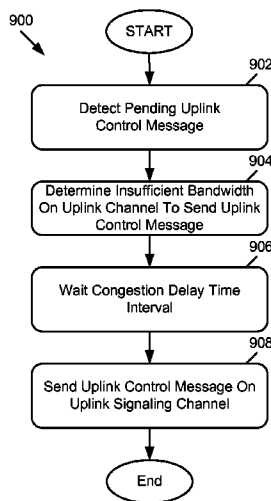 900
START
902
Detect Pending Uplink
Control Message
904
Determine Insufficient Bandwidth
On Uplink Channel To Send Uplink
Control Message
906
Wait Congestion Delay Time
Interval
908
Send Uplink Control Message On
Uplink Signaling Channel
End